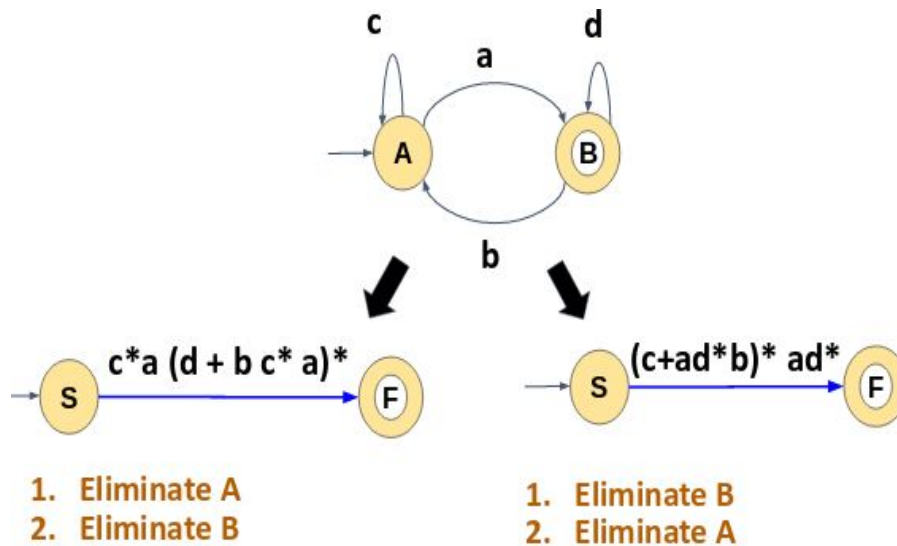 c
d
a
A
B
b
c*a (d + b c* a)*
(c+ad*b)* ad*
S
F
S
F
1. Eliminate A
2. Eliminate B
1. Eliminate B
2. Eliminate A